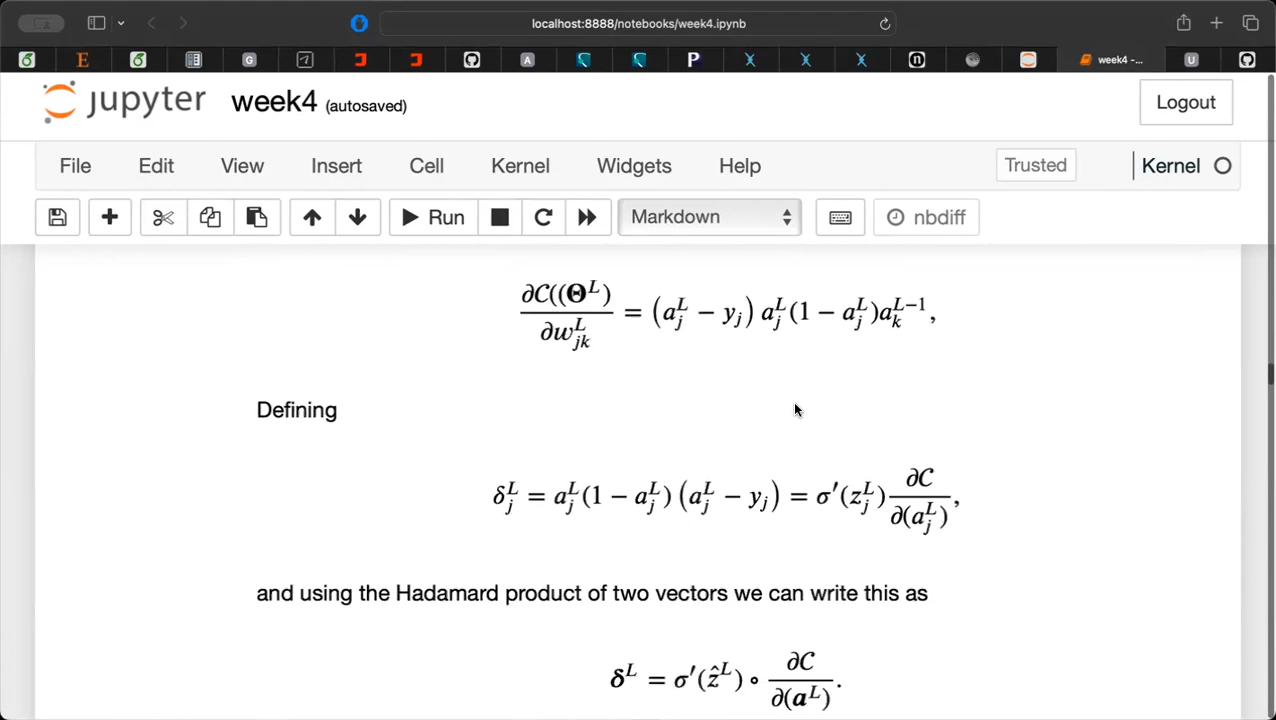 localhost:8888/notebooks/week4.ipynb
week4 -...
jupyter week4 (autosaved)
Logout
File Edit View Insert Cell Kernel Widgets Help Trusted Kernel
Run Markdown nbdiff
∂𝒞((𝚯^L)/∂w_{jk}^L = (a_j^L − y_j) a_j^L(1 − a_j^L)a_k^{L−1},
Defining
δ_j^L = a_j^L(1 − a_j^L) (a_j^L − y_j) = σ′(z_j^L) ∂𝒞/∂(a_j^L),
and using the Hadamard product of two vectors we can write this as
𝜹^L = σ′(ẑ^L) ∘ ∂𝒞/∂(𝒂^L).